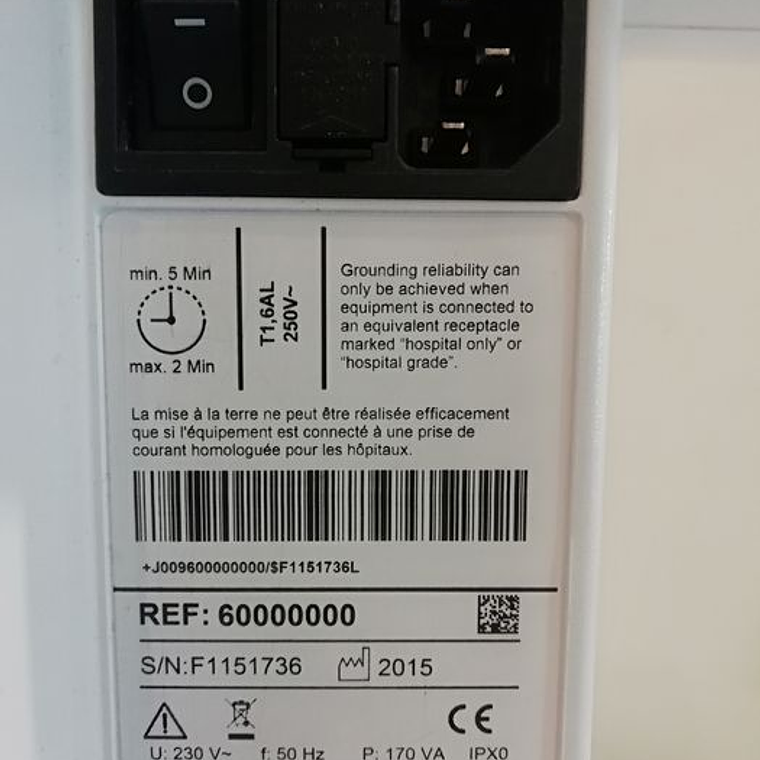 min. 5 Min
max. 2 Min
T1,6AL
250V~
Grounding reliability can
only be achieved when
equipment is connected to
an equivalent receptacle
marked “hospital only” or
“hospital grade”.
La mise à la terre ne peut être réalisée efficacement
que si l'équipement est connecté à une prise de
courant homologuée pour les hôpitaux.
+J009600000000/$F1151736L
REF: 60000000
S/N:F1151736 2015
CE
U: 230 V~ f: 50 Hz P: 170 VA IPX0